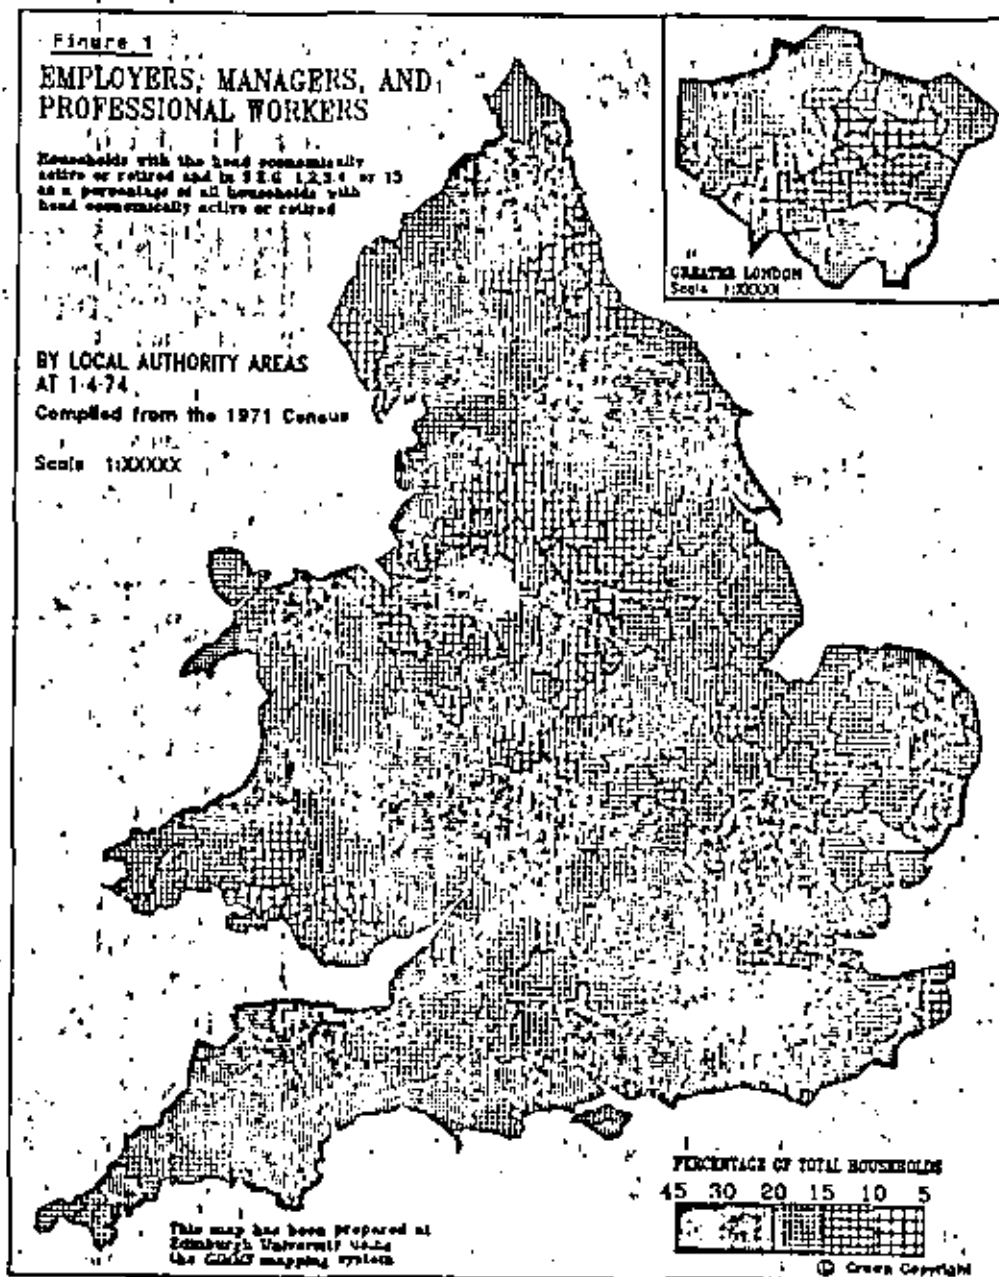 Figure 1
EMPLOYERS, MANAGERS, AND
PROFESSIONAL WORKERS
Households with the head economically
active or retired and in S.E.G 1,2,3,4 or 13
as a percentage of all households with
head economically active or retired
BY LOCAL AUTHORITY AREAS
AT 1·4·74
Compiled from the 1971 Census
Scale 1:XXXXX
GREATER LONDON
Scale 1:XXXXX
PERCENTAGE OF TOTAL HOUSEHOLDS
45 30 20 15 10 5
© Crown Copyright
This map has been prepared at
Edinburgh University using
the GIMMS mapping system